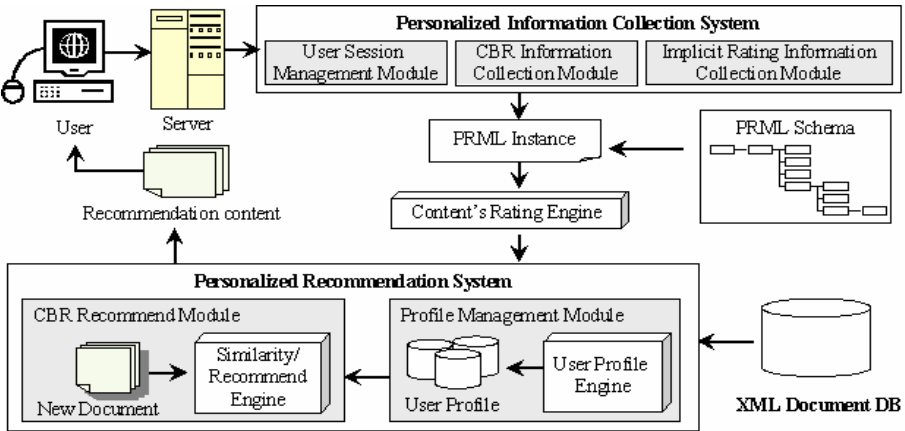 Personalized Information Collection System
User Session
Management Module
CBR Information
Collection Module
Implicit Rating Information
Collection Module
User
Server
PRML Instance
PRML Schema
Recommendation content
Content's Rating Engine
Personalized Recommendation System
CBR Recommend Module
New Document
Similarity/
Recommend
Engine
Profile Management Module
User Profile
User Profile
Engine
XML Document DB